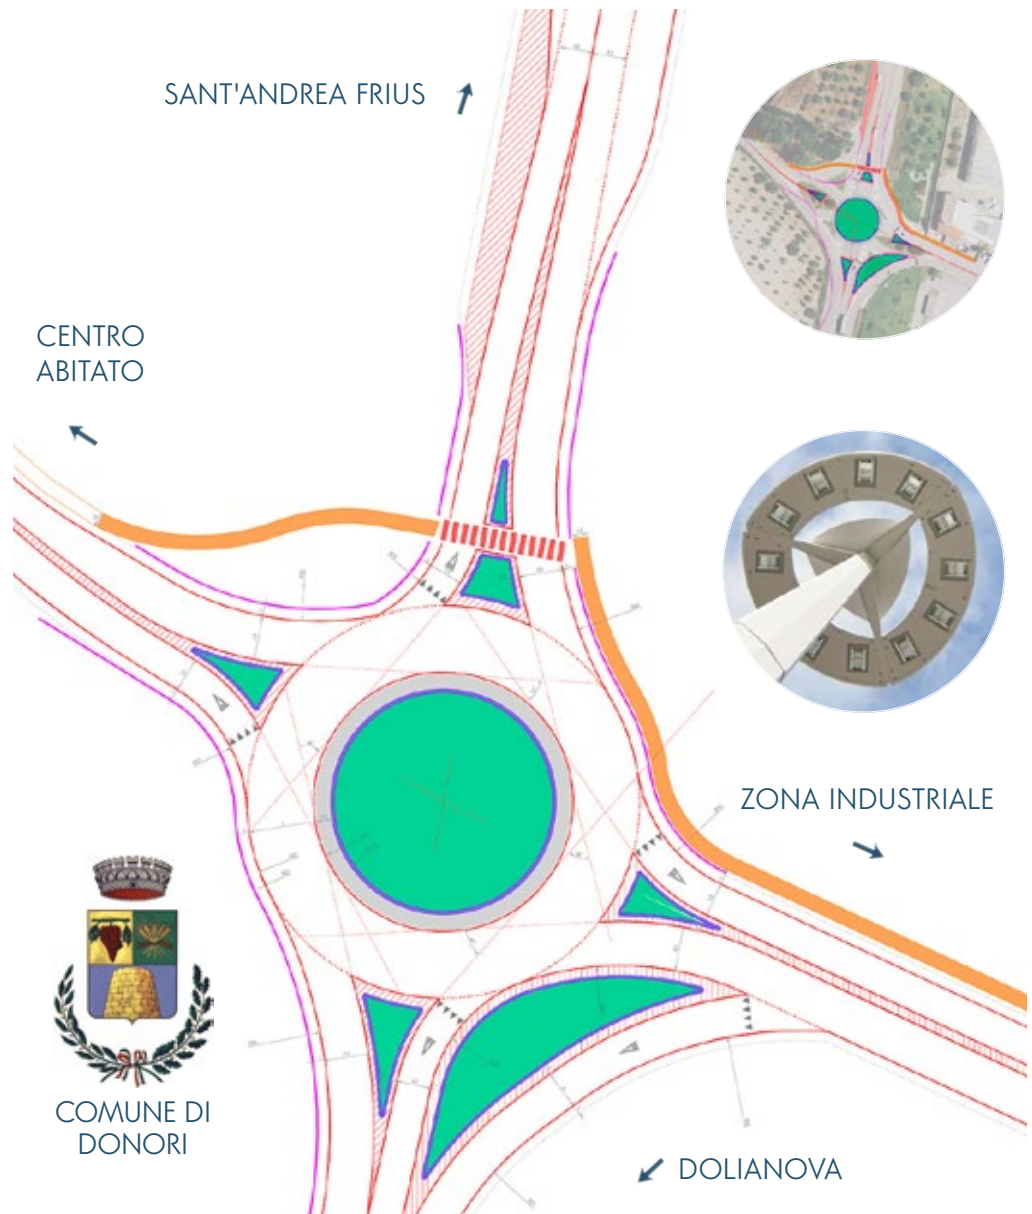 SANT'ANDREA FRIUS
CENTRO
ABITATO
ZONA INDUSTRIALE
COMUNE DI
DONORI
DOLIANOVA